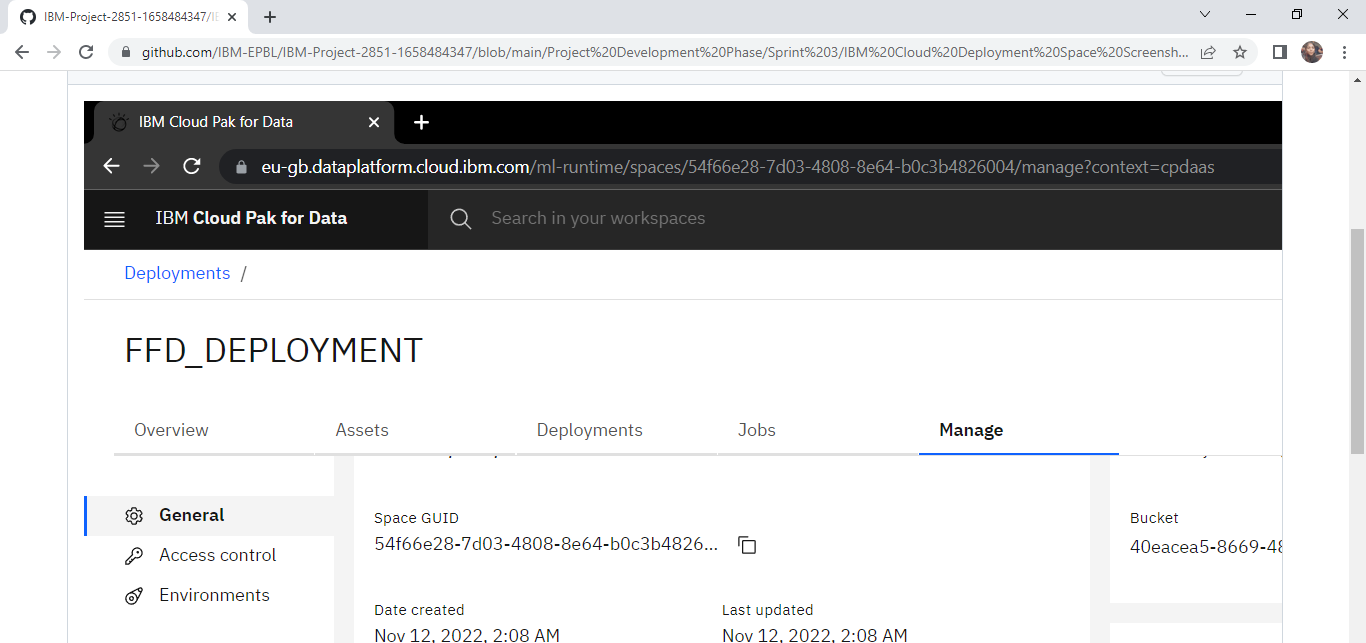 IBM-Project-2851-1658484347/IB
github.com/IBM-EPBL/IBM-Project-2851-1658484347/blob/main/Project%20Development%20Phase/Sprint%203/IBM%20Cloud%20Deployment%20Space%20Screensh...
IBM Cloud Pak for Data
eu-gb.dataplatform.cloud.ibm.com/ml-runtime/spaces/54f66e28-7d03-4808-8e64-b0c3b4826004/manage?context=cpdaas
IBM Cloud Pak for Data Search in your workspaces
Deployments /
FFD_DEPLOYMENT
Overview Assets Deployments Jobs Manage
General
Access control
Environments
Space GUID
54f66e28-7d03-4808-8e64-b0c3b4826...
Date created
Nov 12, 2022, 2:08 AM
Last updated
Nov 12, 2022, 2:08 AM
Bucket
40eacea5-8669-48